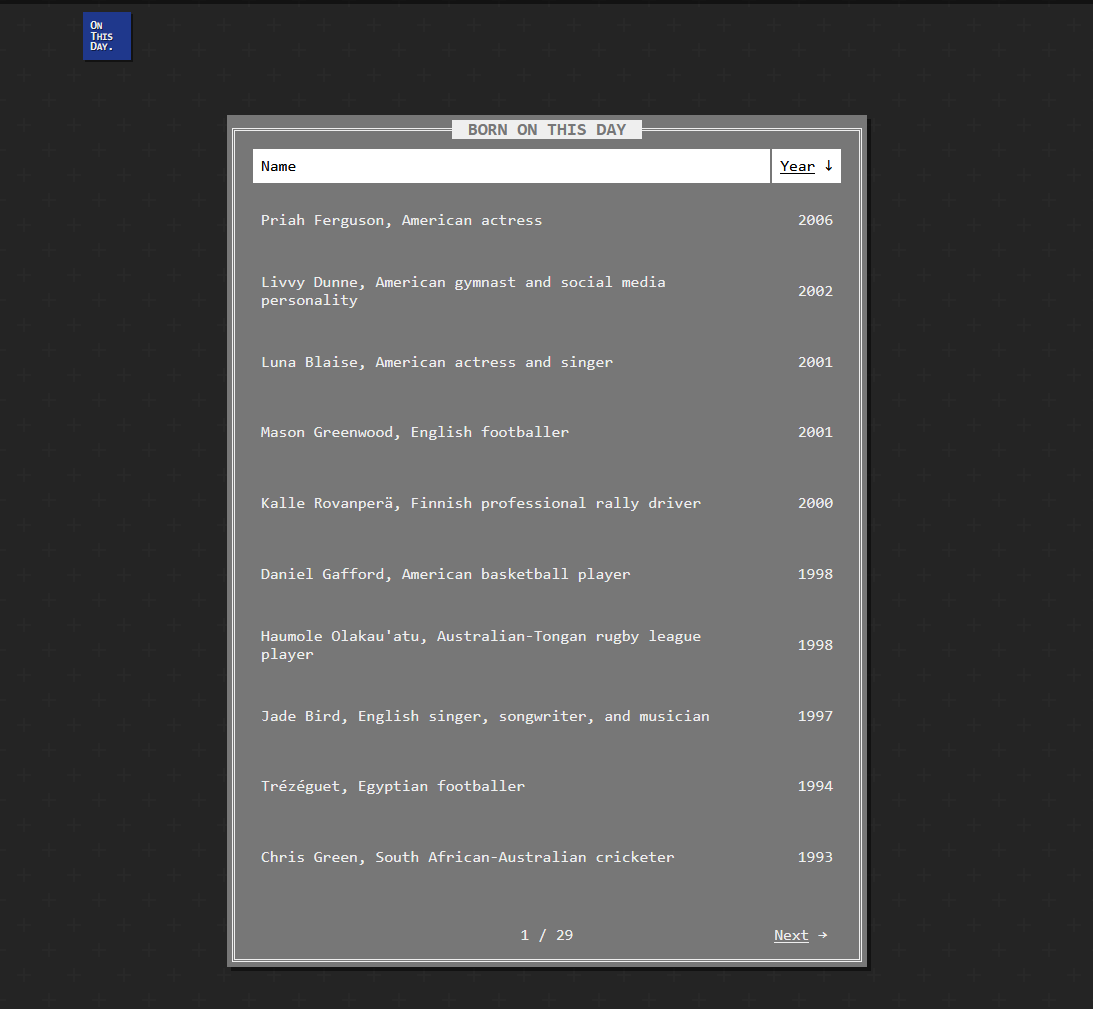 On
This
Day.
BORN ON THIS DAY
Name Year ↓
Priah Ferguson, American actress 2006
Livvy Dunne, American gymnast and social media
personality 2002
Luna Blaise, American actress and singer 2001
Mason Greenwood, English footballer 2001
Kalle Rovanperä, Finnish professional rally driver 2000
Daniel Gafford, American basketball player 1998
Haumole Olakau'atu, Australian-Tongan rugby league
player 1998
Jade Bird, English singer, songwriter, and musician 1997
Trézéguet, Egyptian footballer 1994
Chris Green, South African-Australian cricketer 1993
1 / 29 Next →